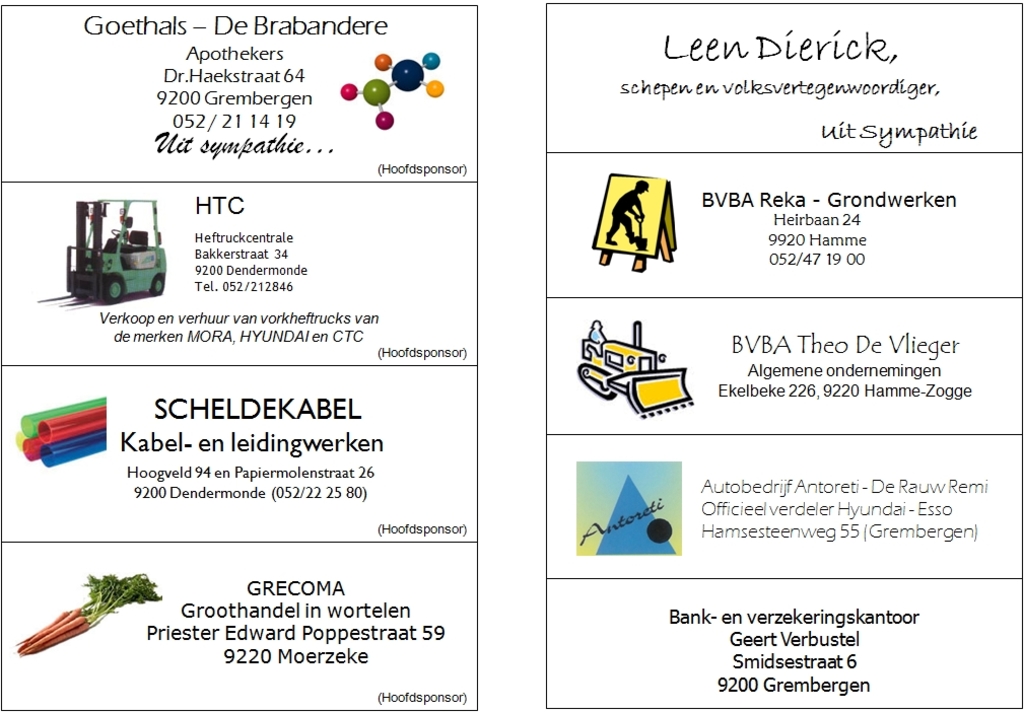 Goethals – De Brabandere
Apothekers
Dr.Haekstraat 64
9200 Grembergen
052 / 21 14 19
Uit sympathie...
(Hoofdsponsor)
HTC
Heftruckcentrale
Bakkerstraat 34
9200 Dendermonde
Tel. 052/212846
Verkoop en verhuur van vorkheftrucks van
de merken MORA, HYUNDAI en CTC
(Hoofdsponsor)
SCHELDEKABEL
Kabel- en leidingwerken
Hoogveld 94 en Papiermolenstraat 26
9200 Dendermonde (052/22 25 80)
(Hoofdsponsor)
GRECOMA
Groothandel in wortelen
Priester Edward Poppestraat 59
9220 Moerzeke
(Hoofdsponsor)
Leen Dierick,
schepen en volksvertegenwoordiger,
Uit Sympathie
BVBA Reka - Grondwerken
Heirbaan 24
9920 Hamme
052/47 19 00
BVBA Theo De Vlieger
Algemene ondernemingen
Ekelbeke 226, 9220 Hamme-Zogge
Antoreti
Autobedrijf Antoreti - De Rauw Remi
Officieel verdeler Hyundai - Esso
Hamsesteenweg 55 (Grembergen)
Bank- en verzekeringskantoor
Geert Verbustel
Smidsestraat 6
9200 Grembergen